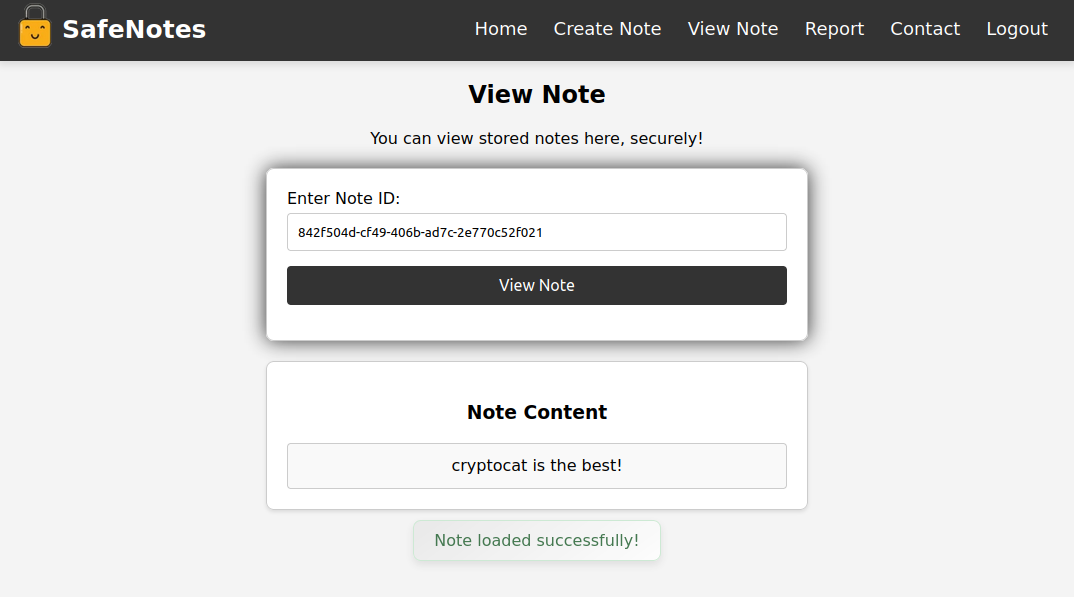 SafeNotes
Home Create Note View Note Report Contact Logout
View Note
You can view stored notes here, securely!
Enter Note ID:
842f504d-cf49-406b-ad7c-2e770c52f021
View Note
Note Content
cryptocat is the best!
Note loaded successfully!